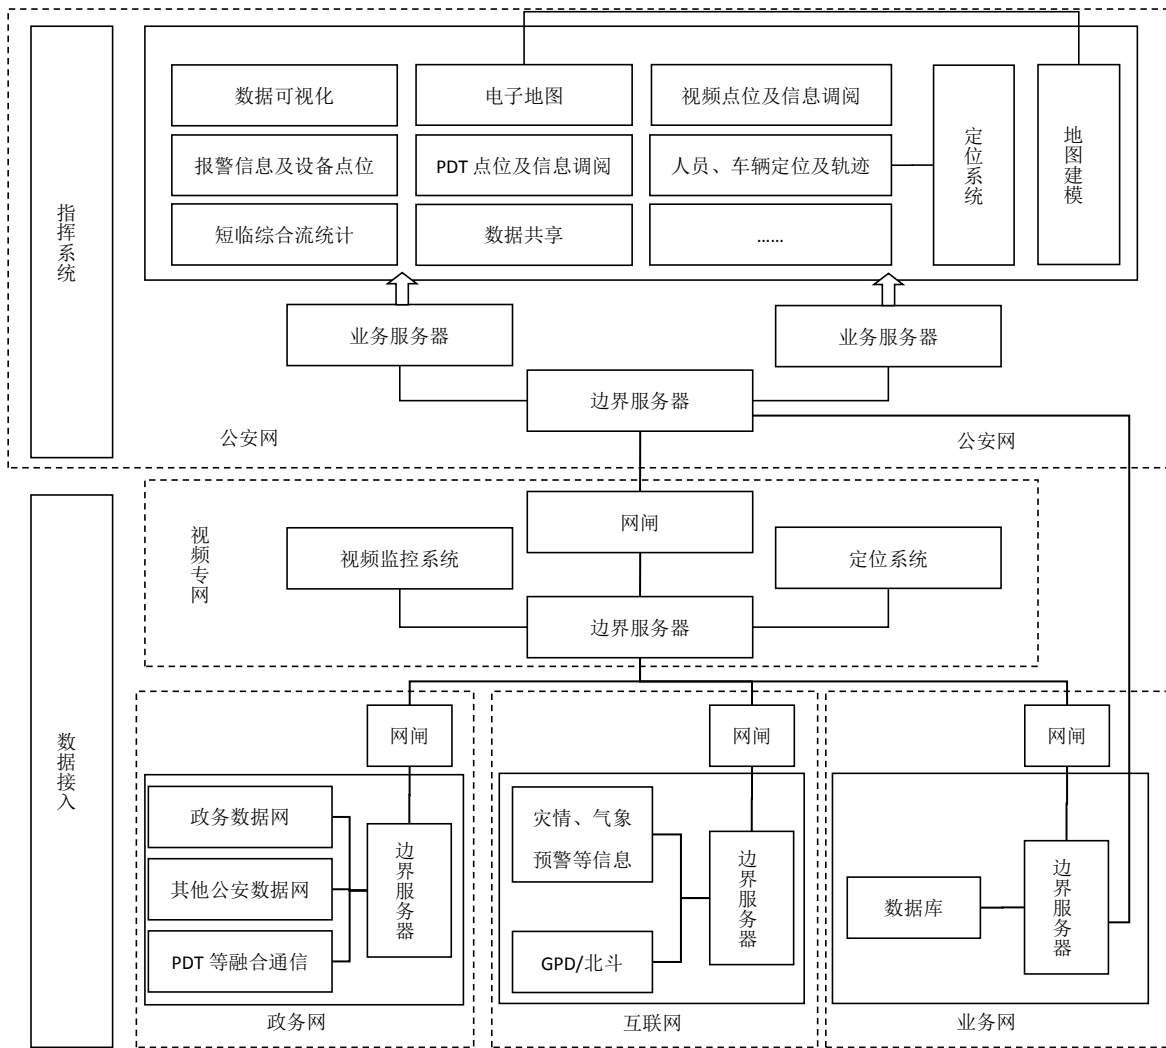 指挥系统
数据可视化
电子地图
视频点位及信息调阅
报警信息及设备点位
PDT 点位及信息调阅
人员、车辆定位及轨迹
短临综合流统计
数据共享
......
定位系统
地图建模
业务服务器
业务服务器
边界服务器
公安网
公安网
数据接入
视频专网
网闸
视频监控系统
定位系统
边界服务器
网闸
政务数据网
其他公安数据网
PDT 等融合通信
边界服务器
政务网
网闸
灾情、气象
预警等信息
GPD/北斗
边界服务器
互联网
网闸
数据库
边界服务器
业务网